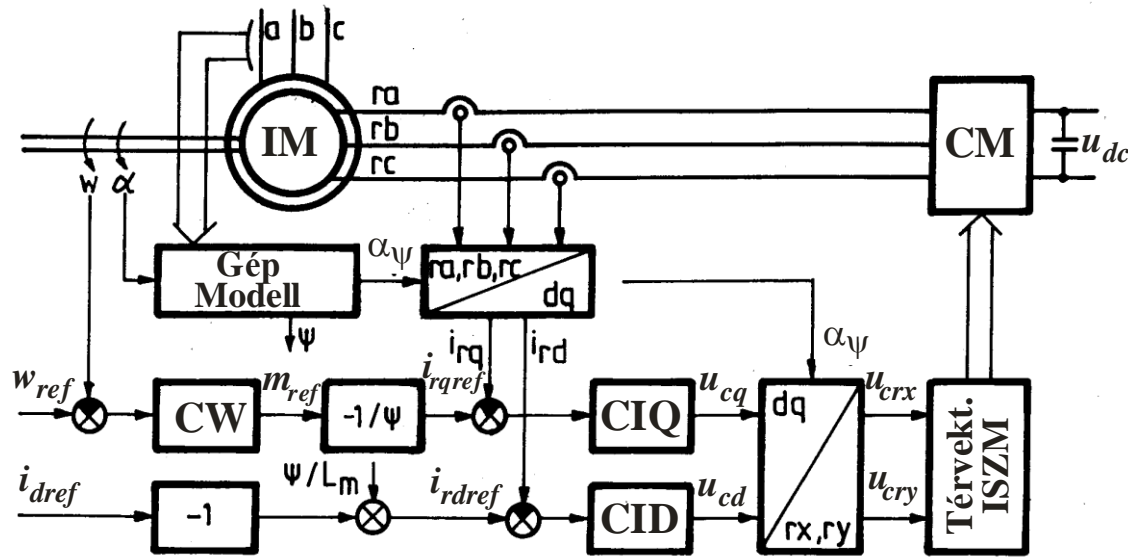 a b c
ra
rb
rc
IM
CM
u_dc
w α
Gép
Modell
α_ψ
ra,rb,rc
dq
ψ
i_rq
i_rd
α_ψ
w_ref
CW
m_ref
-1/ψ
i_rqref
CIQ
u_cq
dq
rx,ry
u_crx
Térvekt.
ISZM
i_dref
-1
ψ/L_m
i_rdref
CID
u_cd
u_cry